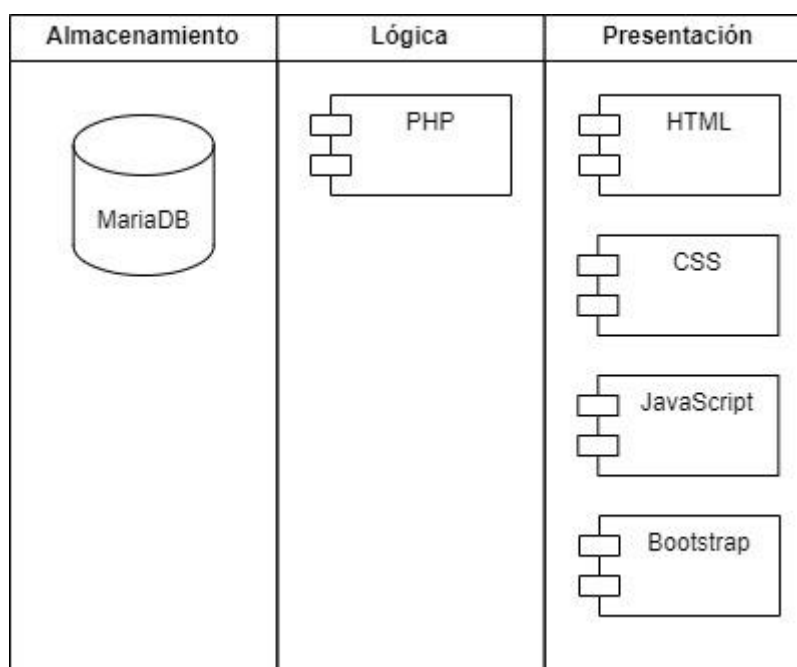 Almacenamiento
Lógica
Presentación
MariaDB
PHP
HTML
CSS
JavaScript
Bootstrap